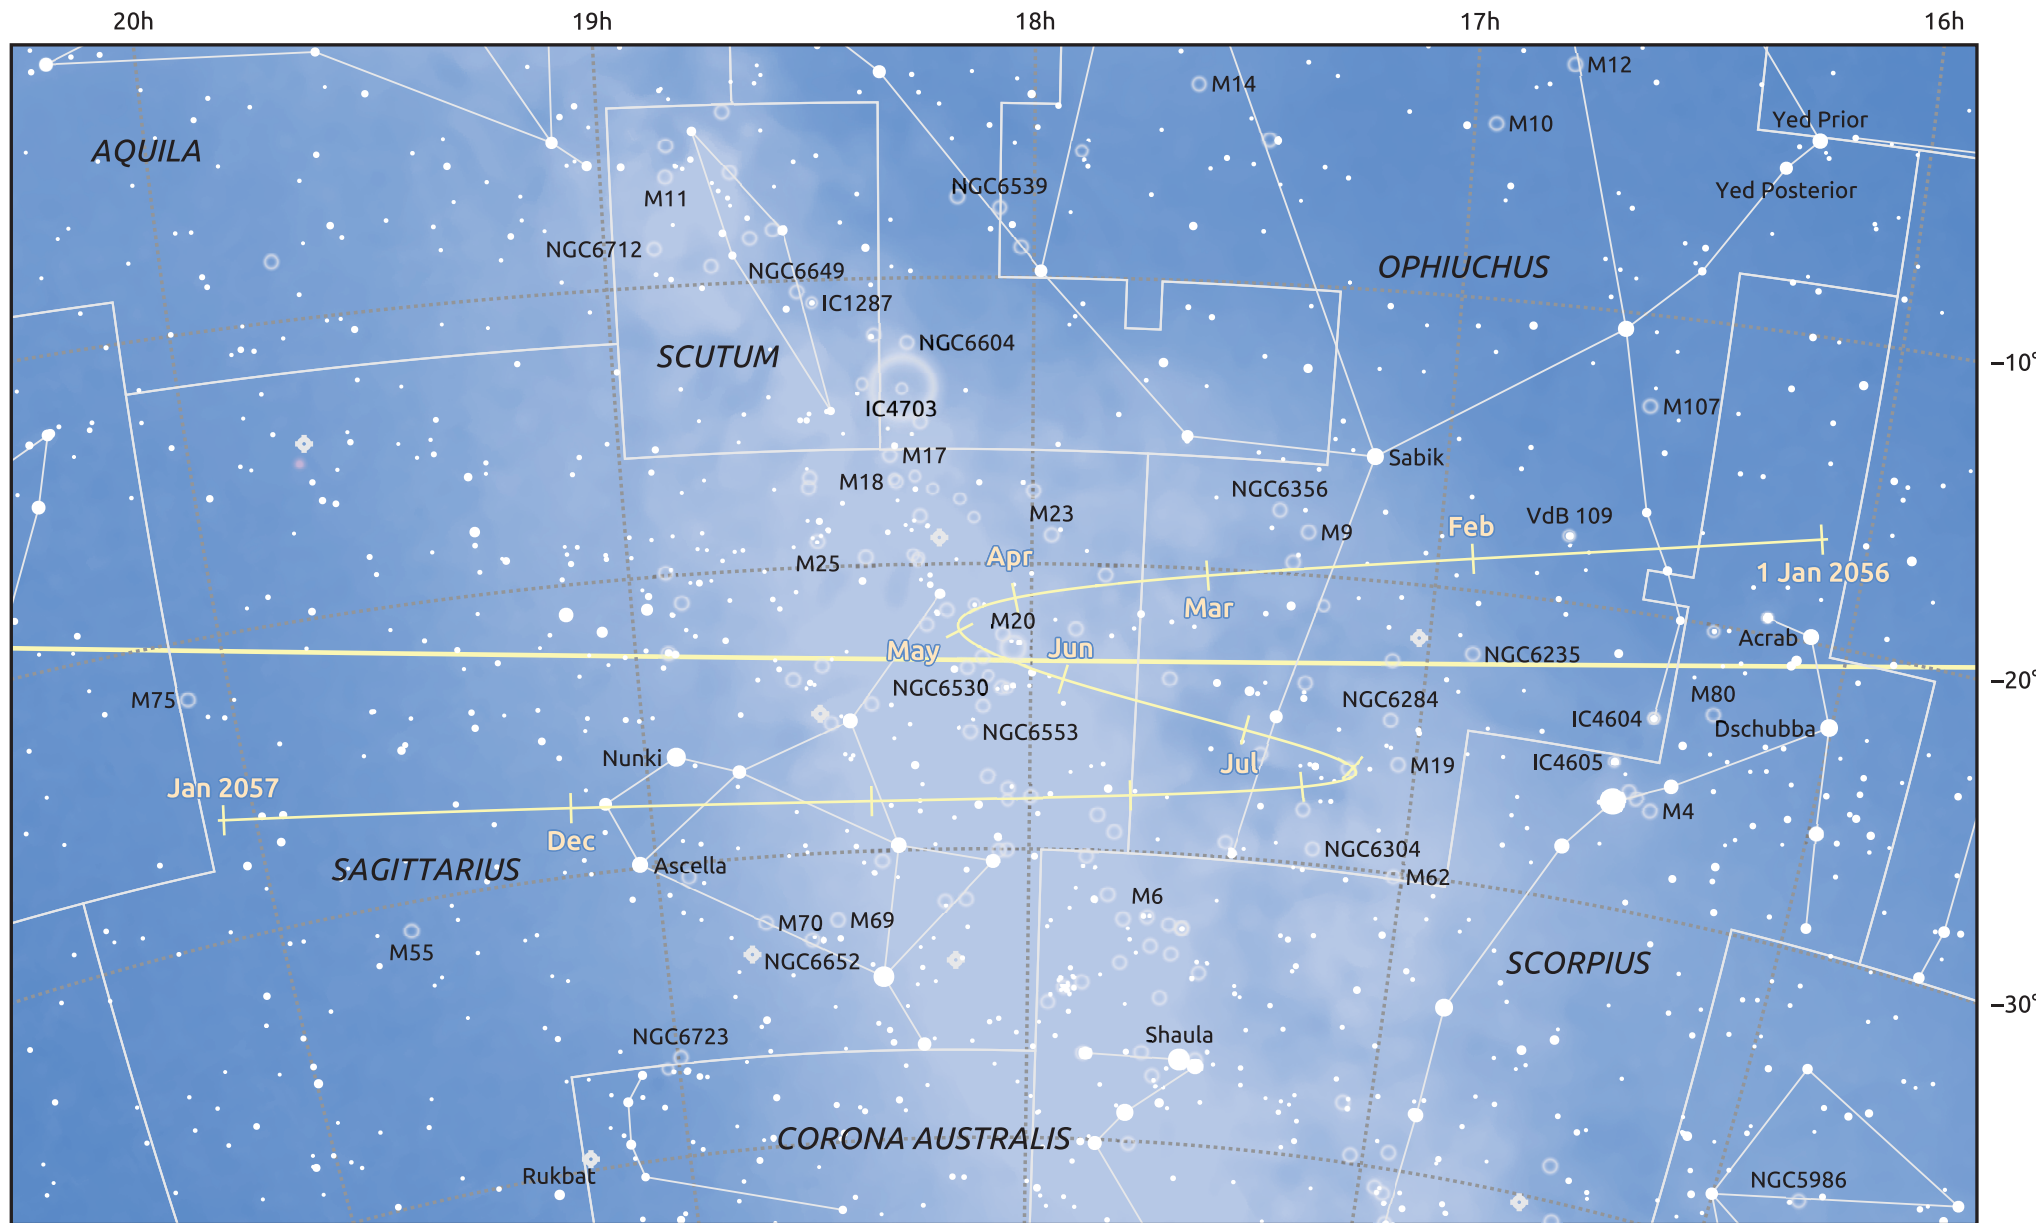 20h 19h 18h 17h 16h
M12
M14
Yed Prior
M10
AQUILA
NGC6539
Yed Posterior
M11
NGC6712
OPHIUCHUS
NGC6649
IC1287
NGC6604
SCUTUM
−10°
IC4703
M107
M17
Sabik
M18
NGC6356
M23
VdB 109
Feb
M9
Apr
M25
1 Jan 2056
Mar
M20
Acrab
May
Jun
NGC6235
−20°
NGC6530
M75
NGC6284
M80
IC4604
Dschubba
NGC6553
Nunki
Jul
M19
IC4605
Jan 2057
M4
Dec
NGC6304
SAGITTARIUS
Ascella
M62
M6
M70
M69
M55
NGC6652
SCORPIUS
−30°
NGC6723
Shaula
CORONA AUSTRALIS
Rukbat
NGC5986